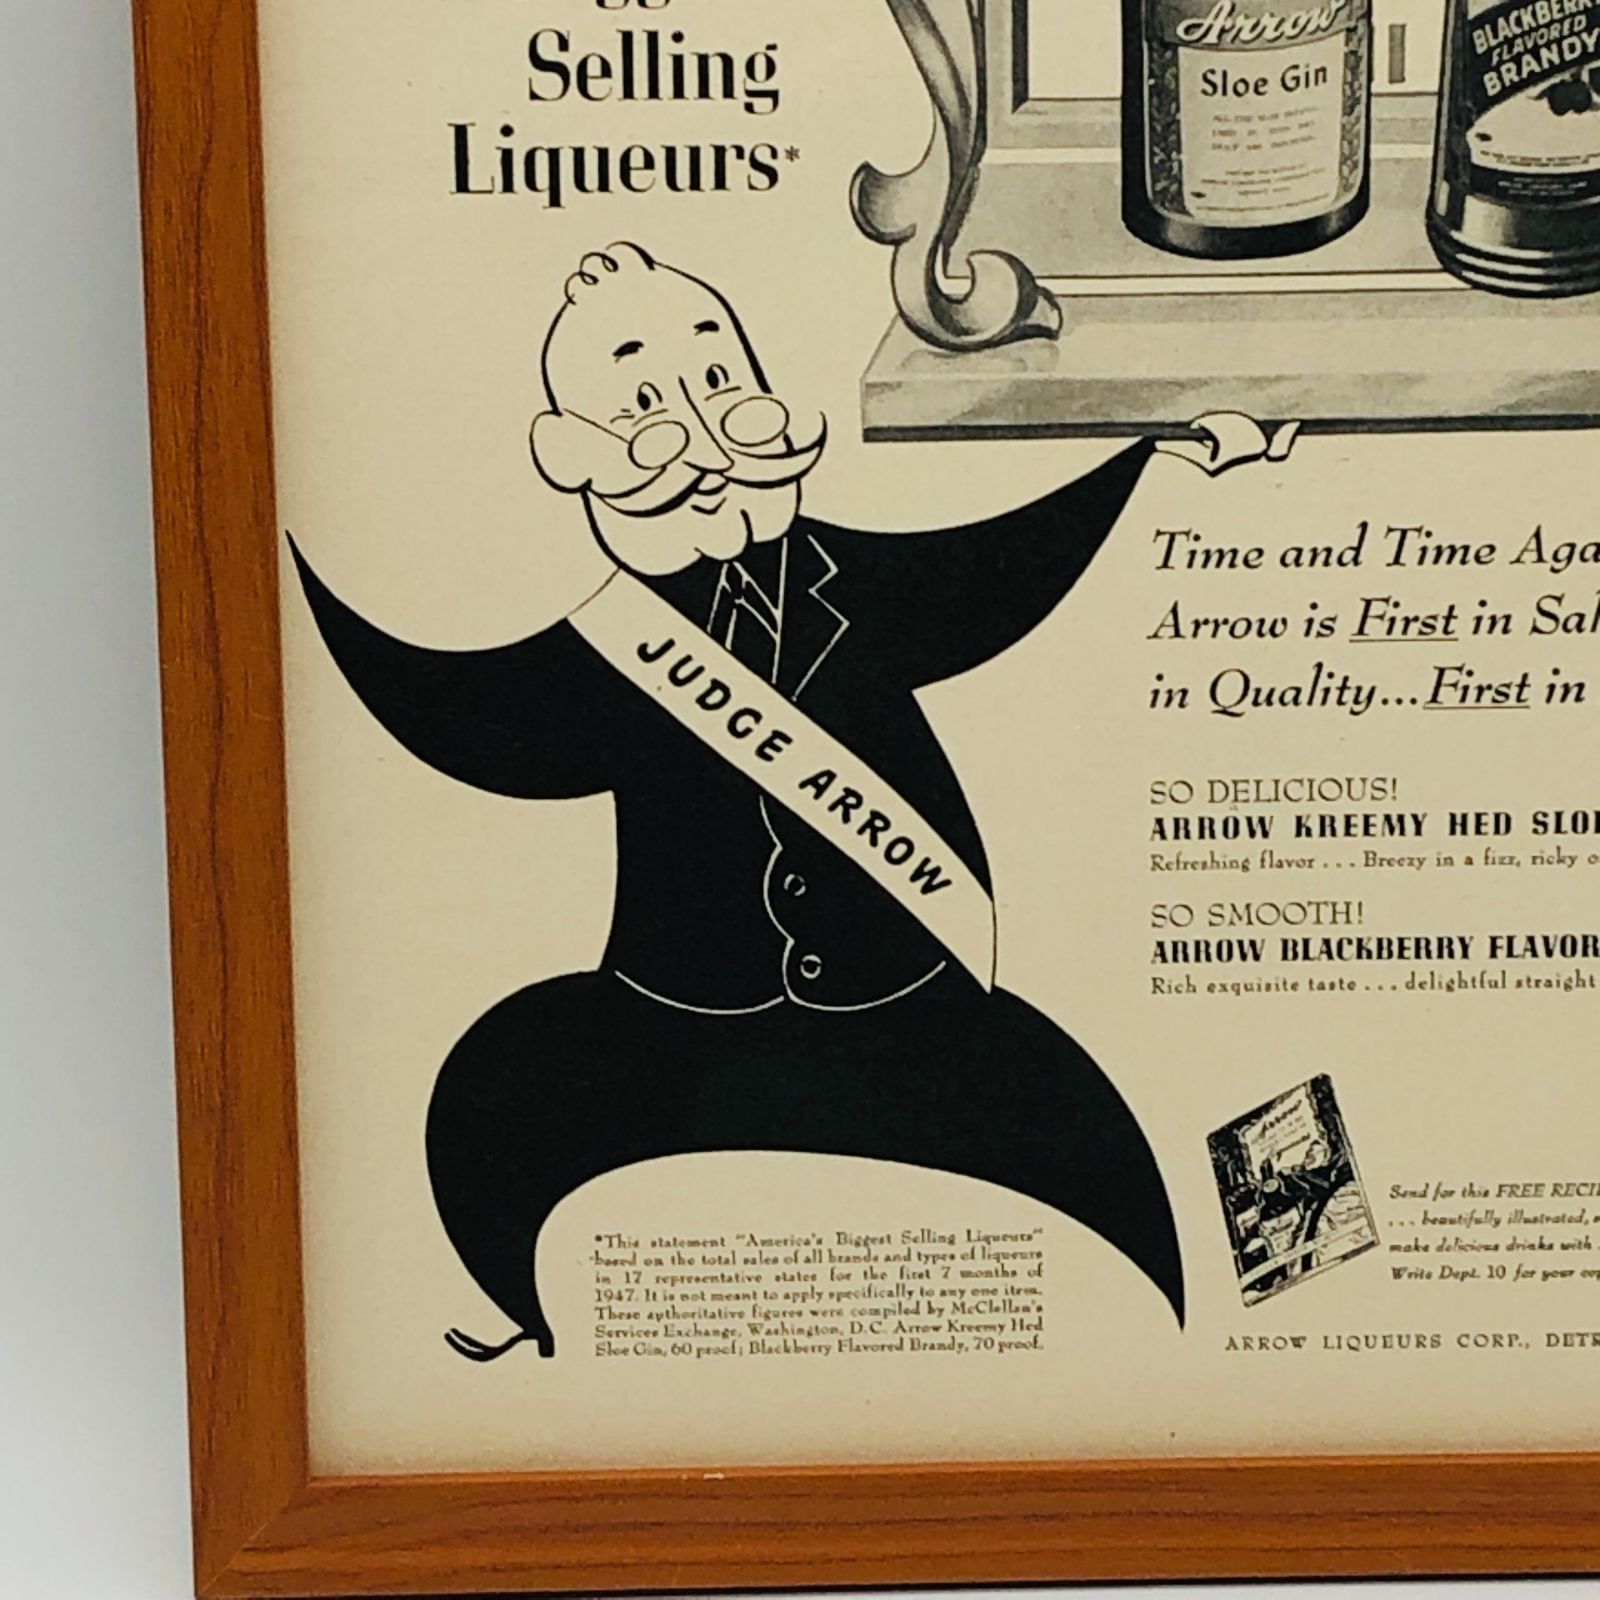 Selling
Liqueurs*
Arrow
Sloe Gin
BLACKBERRY
FLAVORED
BRANDY
JUDGE ARROW
Time and Time Aga
Arrow is First in Sal
in Quality...First in
SO DELICIOUS!
ARROW KREEMY HED SLO
Refreshing flavor . . . Breezy in a fizz, ricky o
SO SMOOTH!
ARROW BLACKBERRY FLAVOR
Rich exquisite taste . . . delightful straight
Send for this FREE RECI
. . . beautifully illustrated,
make delicious drinks with
Write Dept. 10 for your cop
ARROW LIQUEURS CORP., DETR
*This statement "America's Biggest Selling Liqueurs"
based on the total sales of all brands and types of liqueurs
in 17 representative states for the first 7 months of
1947. It is not meant to apply specifically to any one item.
These authoritative figures were compiled by McClellan's
Services Exchange, Washington, D.C. Arrow Kreemy Hed
Sloe Gin, 60 proof; Blackberry Flavored Brandy, 70 proof.